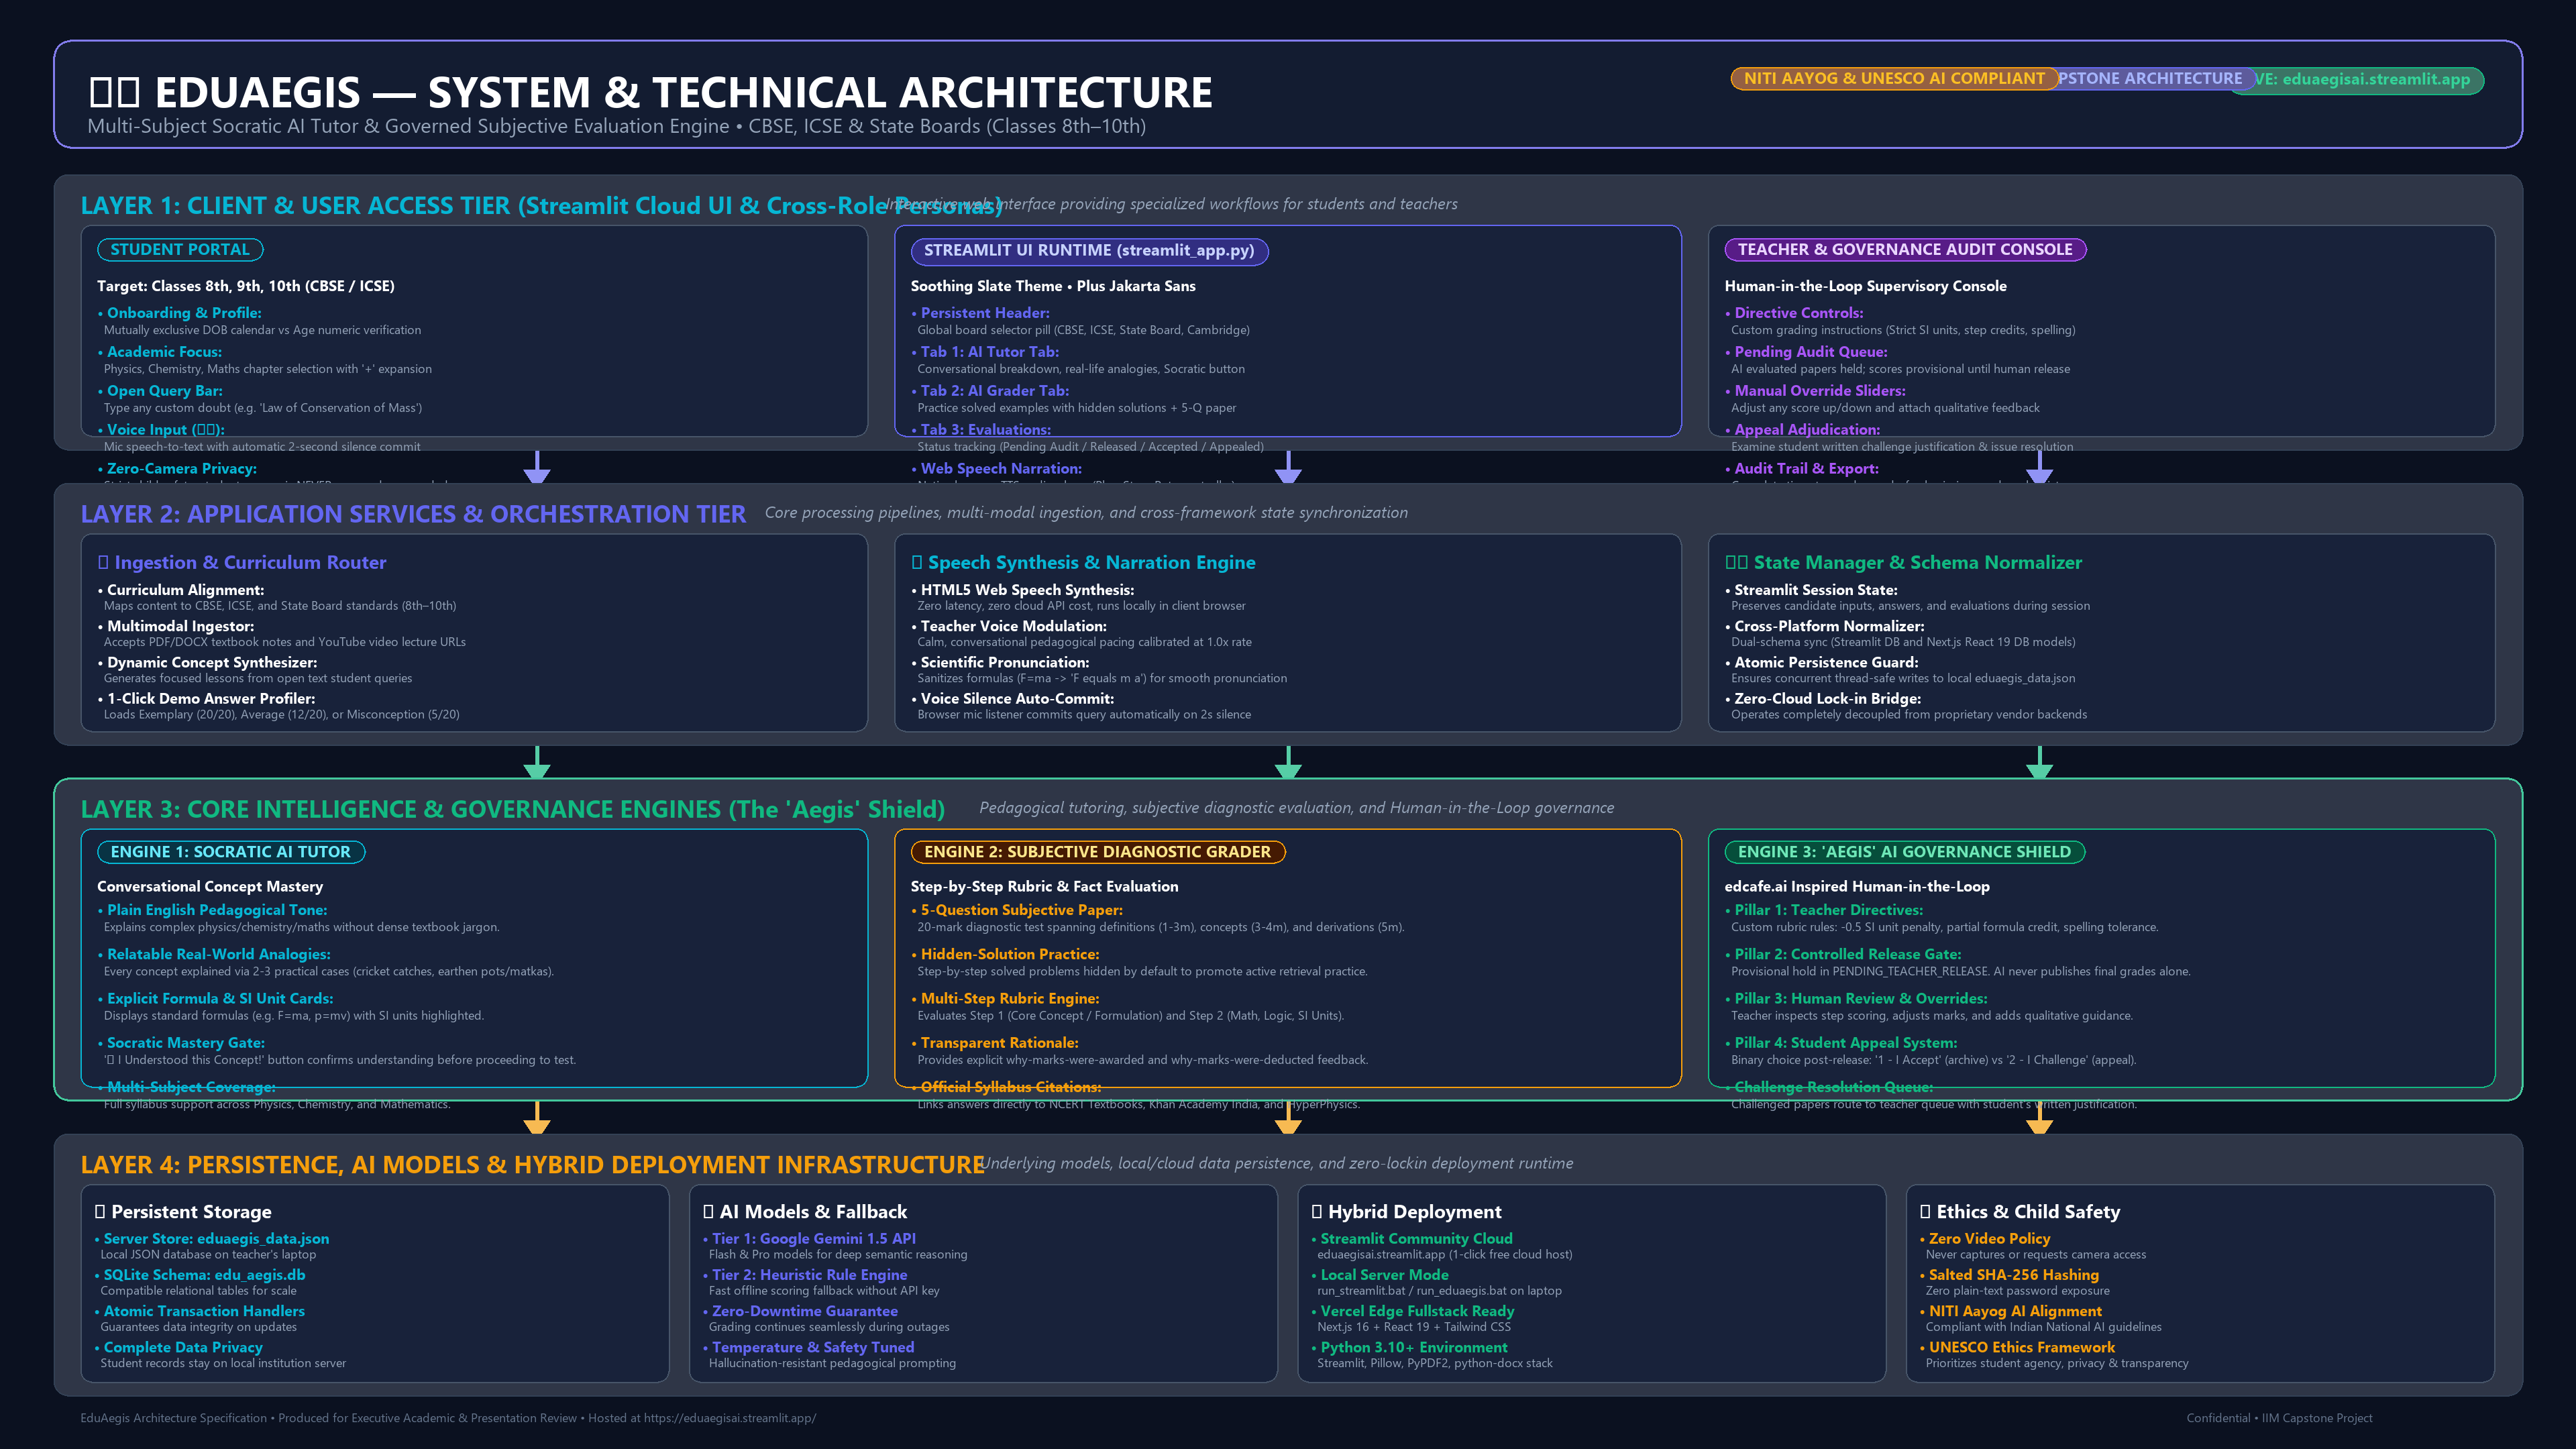 EDUAEGIS — SYSTEM & TECHNICAL ARCHITECTURE
Multi-Subject Socratic AI Tutor & Governed Subjective Evaluation Engine • CBSE, ICSE & State Boards (Classes 8th–10th)
NITI AAYOG & UNESCO AI COMPLIANT
PSTONE ARCHITECTURE
VE: eduaegisai.streamlit.app
LAYER 1: CLIENT & USER ACCESS TIER (Streamlit Cloud UI & Cross-Role Personas)
Interactive web interface providing specialized workflows for students and teachers
STUDENT PORTAL
Target: Classes 8th, 9th, 10th (CBSE / ICSE)
• Onboarding & Profile:
Mutually exclusive DOB calendar vs Age numeric verification
• Academic Focus:
Physics, Chemistry, Maths chapter selection with '+' expansion
• Open Query Bar:
Type any custom doubt (e.g. 'Law of Conservation of Mass')
• Voice Input ():
Mic speech-to-text with automatic 2-second silence commit
• Zero-Camera Privacy:
STREAMLIT UI RUNTIME (streamlit_app.py)
Soothing Slate Theme • Plus Jakarta Sans
• Persistent Header:
Global board selector pill (CBSE, ICSE, State Board, Cambridge)
• Tab 1: AI Tutor Tab:
Conversational breakdown, real-life analogies, Socratic button
• Tab 2: AI Grader Tab:
Practice solved examples with hidden solutions + 5-Q paper
• Tab 3: Evaluations:
Status tracking (Pending Audit / Released / Accepted / Appealed)
• Web Speech Narration:
TEACHER & GOVERNANCE AUDIT CONSOLE
Human-in-the-Loop Supervisory Console
• Directive Controls:
Custom grading instructions (Strict SI units, step credits, spelling)
• Pending Audit Queue:
AI evaluated papers held; scores provisional until human release
• Manual Override Sliders:
Adjust any score up/down and attach qualitative feedback
• Appeal Adjudication:
Examine student written challenge justification & issue resolution
• Audit Trail & Export:
LAYER 2: APPLICATION SERVICES & ORCHESTRATION TIER
Core processing pipelines, multi-modal ingestion, and cross-framework state synchronization
Ingestion & Curriculum Router
• Curriculum Alignment:
Maps content to CBSE, ICSE, and State Board standards (8th–10th)
• Multimodal Ingestor:
Accepts PDF/DOCX textbook notes and YouTube video lecture URLs
• Dynamic Concept Synthesizer:
Generates focused lessons from open text student queries
• 1-Click Demo Answer Profiler:
Loads Exemplary (20/20), Average (12/20), or Misconception (5/20)
Speech Synthesis & Narration Engine
• HTML5 Web Speech Synthesis:
Zero latency, zero cloud API cost, runs locally in client browser
• Teacher Voice Modulation:
Calm, conversational pedagogical pacing calibrated at 1.0x rate
• Scientific Pronunciation:
Sanitizes formulas (F=ma -> 'F equals m a') for smooth pronunciation
• Voice Silence Auto-Commit:
Browser mic listener commits query automatically on 2s silence
State Manager & Schema Normalizer
• Streamlit Session State:
Preserves candidate inputs, answers, and evaluations during session
• Cross-Platform Normalizer:
Dual-schema sync (Streamlit DB and Next.js React 19 DB models)
• Atomic Persistence Guard:
Ensures concurrent thread-safe writes to local eduaegis_data.json
• Zero-Cloud Lock-in Bridge:
Operates completely decoupled from proprietary vendor backends
LAYER 3: CORE INTELLIGENCE & GOVERNANCE ENGINES (The 'Aegis' Shield)
Pedagogical tutoring, subjective diagnostic evaluation, and Human-in-the-Loop governance
ENGINE 1: SOCRATIC AI TUTOR
Conversational Concept Mastery
• Plain English Pedagogical Tone:
Explains complex physics/chemistry/maths without dense textbook jargon.
• Relatable Real-World Analogies:
Every concept explained via 2-3 practical cases (cricket catches, earthen pots/matkas).
• Explicit Formula & SI Unit Cards:
Displays standard formulas (e.g. F=ma, p=mv) with SI units highlighted.
• Socratic Mastery Gate:
' I Understood this Concept!' button confirms understanding before proceeding to test.
• Multi-Subject Coverage:
Full syllabus support across Physics, Chemistry, and Mathematics.
ENGINE 2: SUBJECTIVE DIAGNOSTIC GRADER
Step-by-Step Rubric & Fact Evaluation
• 5-Question Subjective Paper:
20-mark diagnostic test spanning definitions (1-3m), concepts (3-4m), and derivations (5m).
• Hidden-Solution Practice:
Step-by-step solved problems hidden by default to promote active retrieval practice.
• Multi-Step Rubric Engine:
Evaluates Step 1 (Core Concept / Formulation) and Step 2 (Math, Logic, SI Units).
• Transparent Rationale:
Provides explicit why-marks-were-awarded and why-marks-were-deducted feedback.
• Official Syllabus Citations:
Links answers directly to NCERT Textbooks, Khan Academy India, and HyperPhysics.
ENGINE 3: 'AEGIS' AI GOVERNANCE SHIELD
edcafe.ai Inspired Human-in-the-Loop
• Pillar 1: Teacher Directives:
Custom rubric rules: -0.5 SI unit penalty, partial formula credit, spelling tolerance.
• Pillar 2: Controlled Release Gate:
Provisional hold in PENDING_TEACHER_RELEASE. AI never publishes final grades alone.
• Pillar 3: Human Review & Overrides:
Teacher inspects step scoring, adjusts marks, and adds qualitative guidance.
• Pillar 4: Student Appeal System:
Binary choice post-release: '1 - I Accept' (archive) vs '2 - I Challenge' (appeal).
• Challenge Resolution Queue:
Challenged papers route to teacher queue with student's written justification.
LAYER 4: PERSISTENCE, AI MODELS & HYBRID DEPLOYMENT INFRASTRUCTURE
Underlying models, local/cloud data persistence, and zero-lockin deployment runtime
Persistent Storage
• Server Store: eduaegis_data.json
Local JSON database on teacher's laptop
• SQLite Schema: edu_aegis.db
Compatible relational tables for scale
• Atomic Transaction Handlers
Guarantees data integrity on updates
• Complete Data Privacy
Student records stay on local institution server
AI Models & Fallback
• Tier 1: Google Gemini 1.5 API
Flash & Pro models for deep semantic reasoning
• Tier 2: Heuristic Rule Engine
Fast offline scoring fallback without API key
• Zero-Downtime Guarantee
Grading continues seamlessly during outages
• Temperature & Safety Tuned
Hallucination-resistant pedagogical prompting
Hybrid Deployment
• Streamlit Community Cloud
eduaegisai.streamlit.app (1-click free cloud host)
• Local Server Mode
run_streamlit.bat / run_eduaegis.bat on laptop
• Vercel Edge Fullstack Ready
Next.js 16 + React 19 + Tailwind CSS
• Python 3.10+ Environment
Streamlit, Pillow, PyPDF2, python-docx stack
Ethics & Child Safety
• Zero Video Policy
Never captures or requests camera access
• Salted SHA-256 Hashing
Zero plain-text password exposure
• NITI Aayog AI Alignment
Compliant with Indian National AI guidelines
• UNESCO Ethics Framework
Prioritizes student agency, privacy & transparency
EduAegis Architecture Specification • Produced for Executive Academic & Presentation Review • Hosted at https://eduaegisai.streamlit.app/
Confidential • IIM Capstone Project